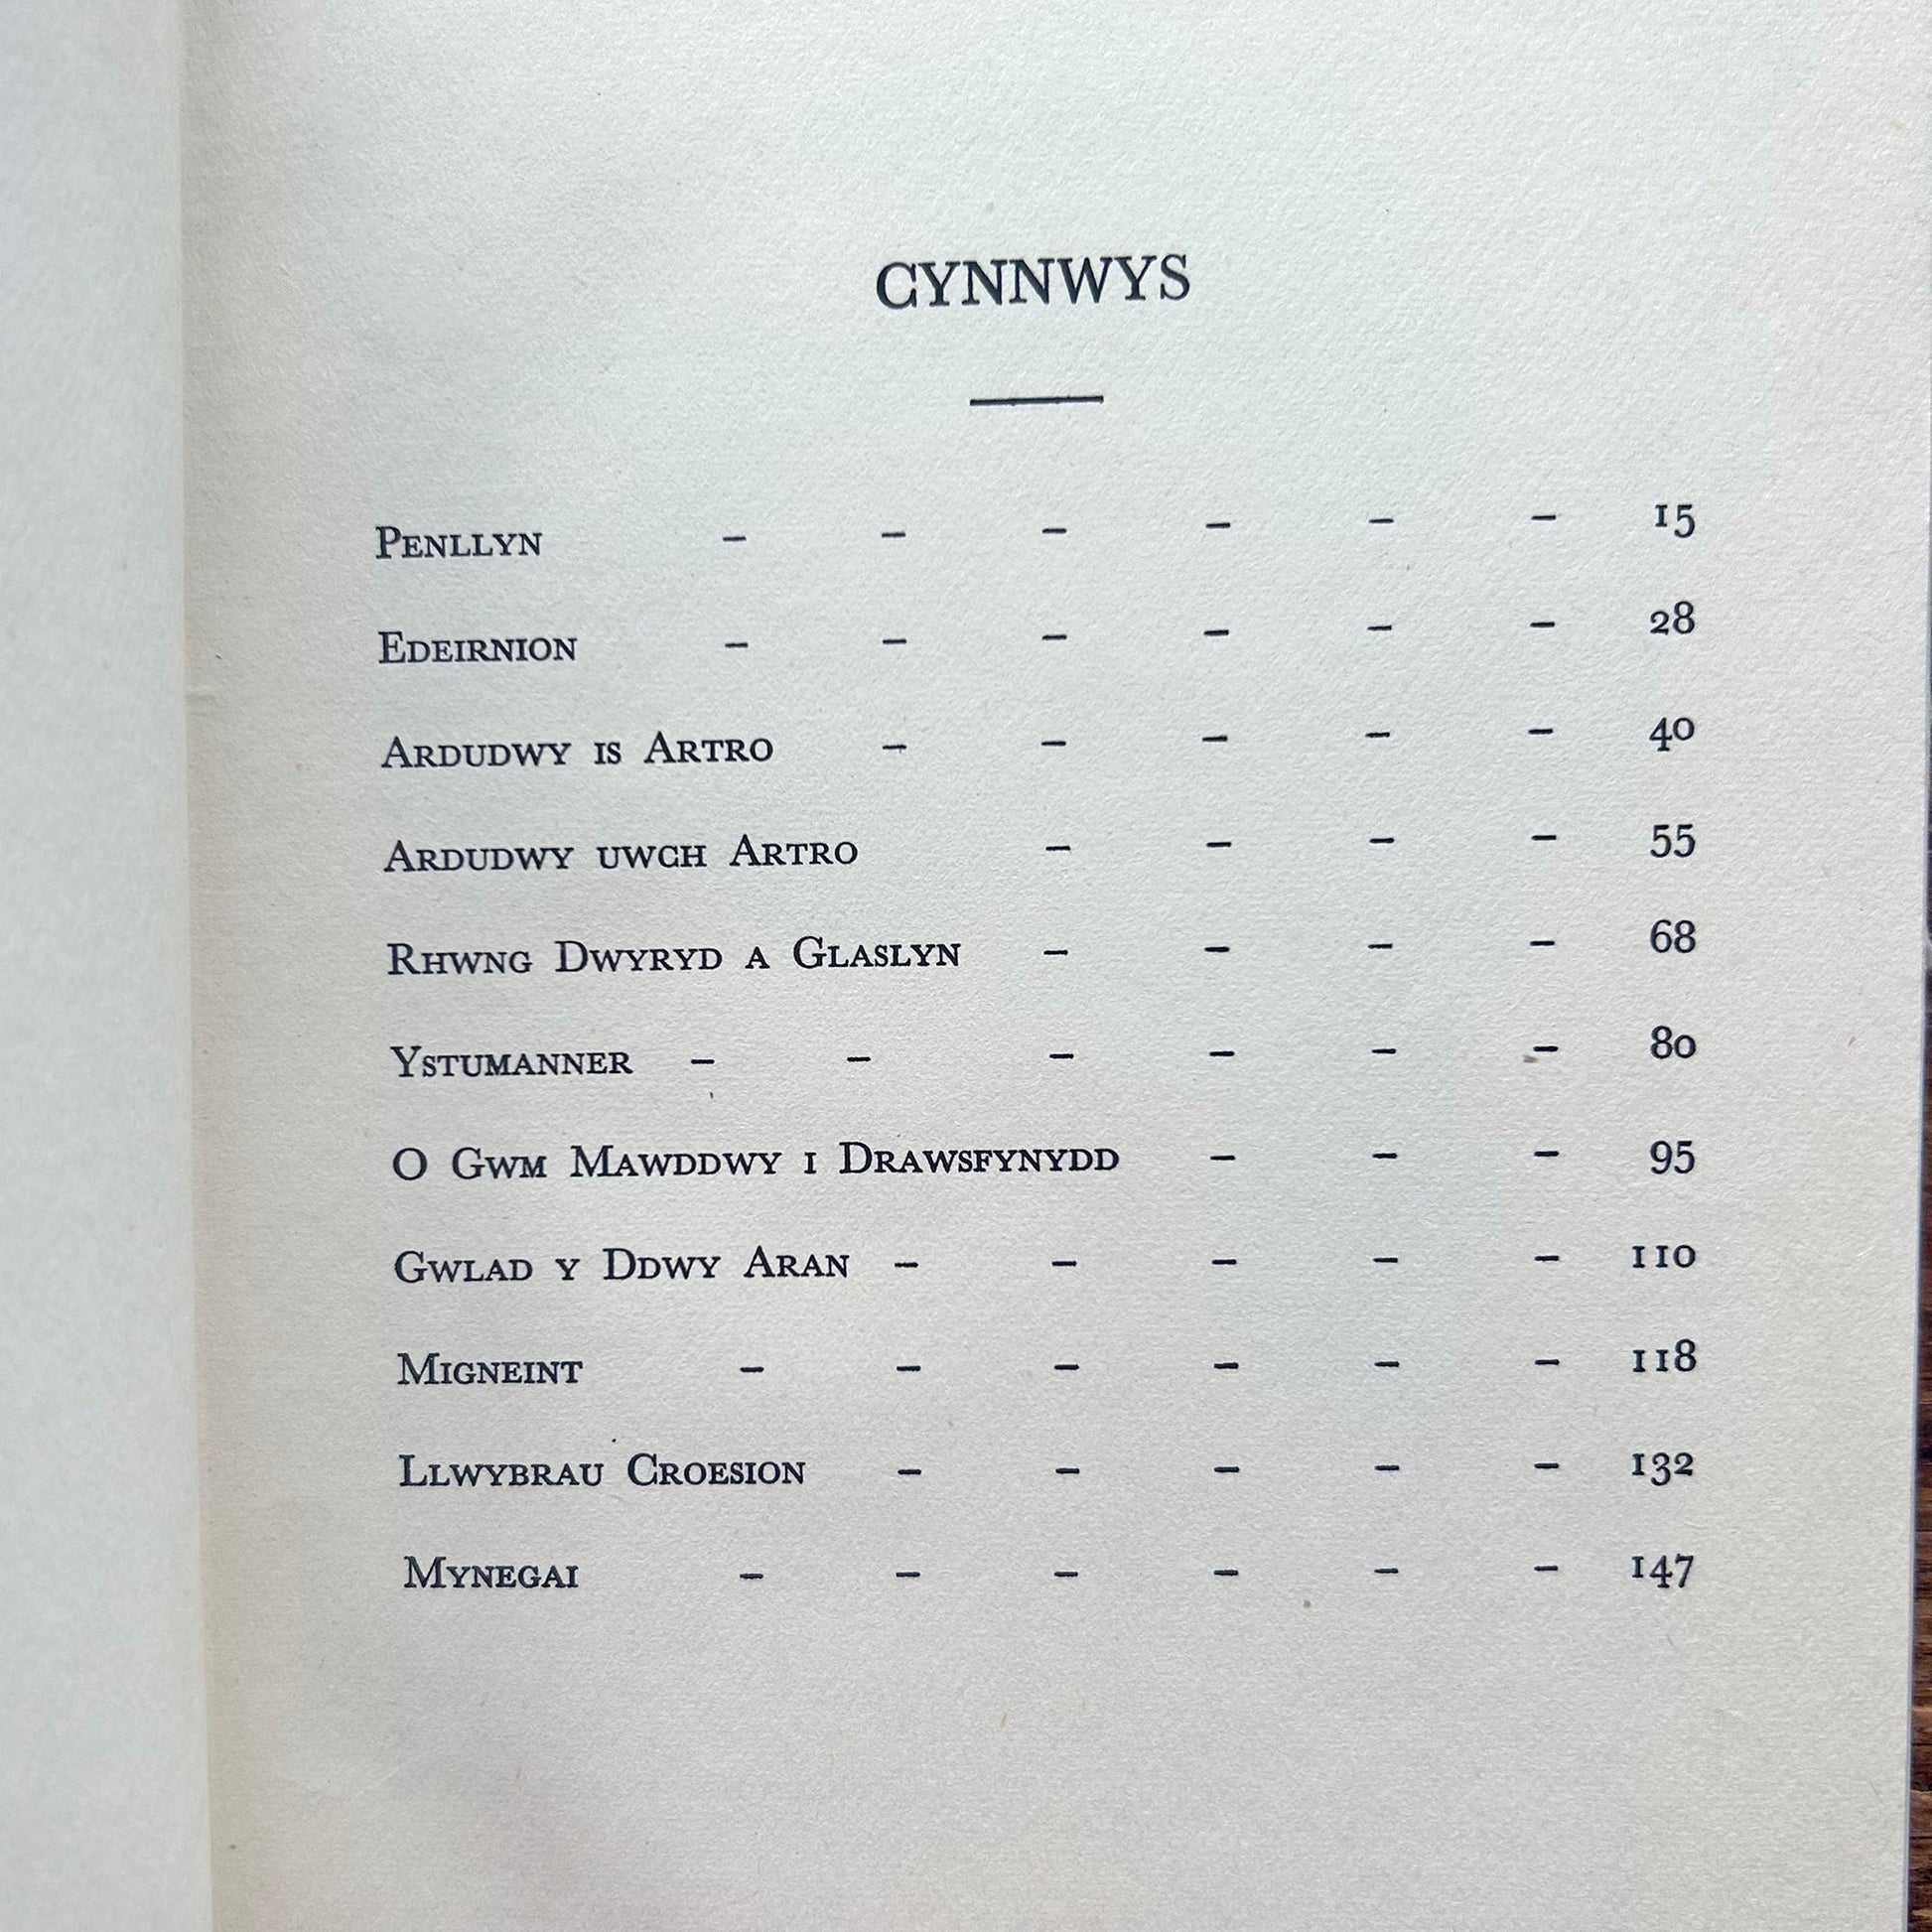 CYNNWYS
Penllyn - - - - - - 15
Edeirnion - - - - - - 28
Ardudwy is Artro - - - - - 40
Ardudwy uwch Artro - - - - 55
Rhwng Dwyryd a Glaslyn - - - - 68
Ystumanner - - - - - - 80
O Gwm Mawddwy i Drawsfynydd - - - 95
Gwlad y Ddwy Aran - - - - - 110
Migneint - - - - - - 118
Llwybrau Croesion - - - - - 132
Mynegai - - - - - - 147